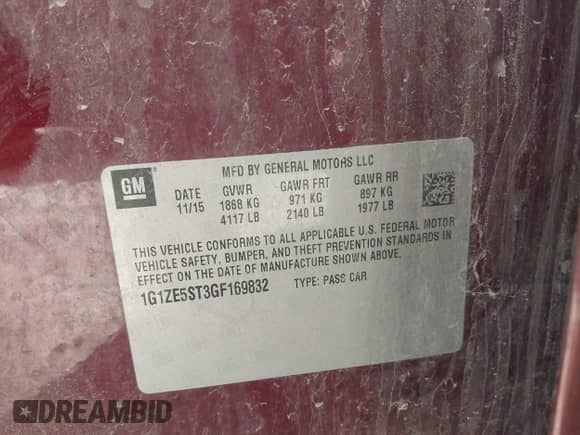 GM
MFD BY GENERAL MOTORS LLC
DATE GVWR GAWR FRT GAWR RR
11/15 1868 KG 971 KG 897 KG
4117 LB 2140 LB 1977 LB
THIS VEHICLE CONFORMS TO ALL APPLICABLE U.S. FEDERAL MOTOR
VEHICLE SAFETY, BUMPER, AND THEFT PREVENTION STANDARDS IN
EFFECT ON THE DATE OF MANUFACTURE SHOWN ABOVE.
1G1ZE5ST3GF169832 TYPE: PASS CAR
DREAMBID